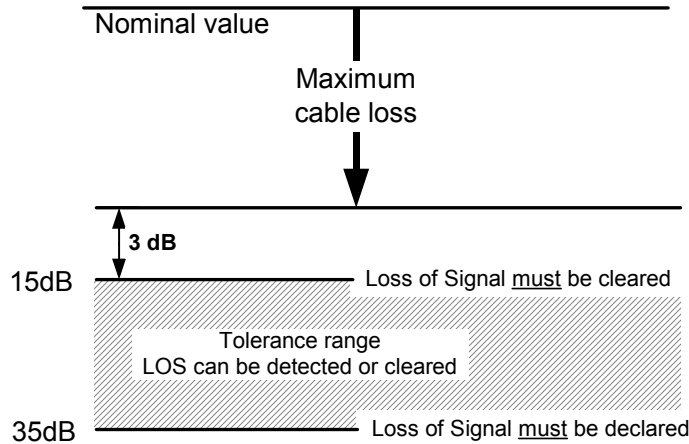 Nominal value
Maximum
cable loss
3 dB
15dB
Loss of Signal must be cleared
Tolerance range
LOS can be detected or cleared
35dB
Loss of Signal must be declared